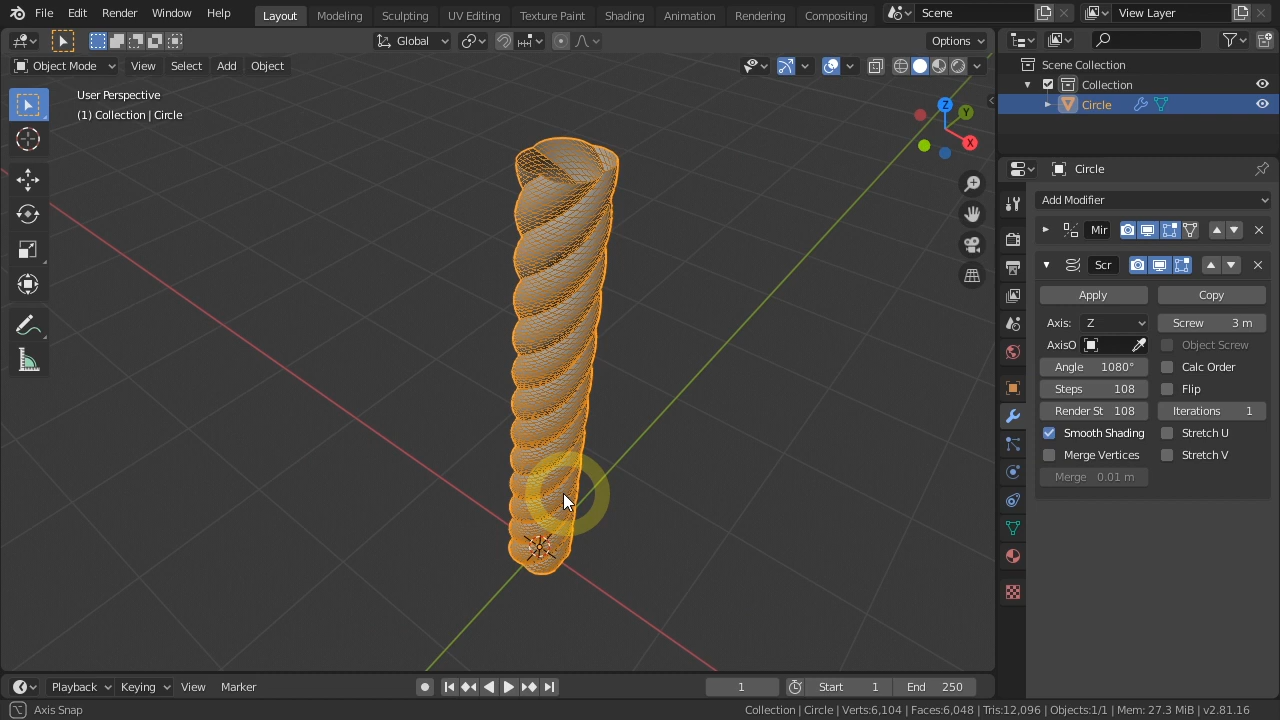 File Edit Render Window Help Layout Modeling Sculpting UV Editing Texture Paint Shading Animation Rendering Compositing Scene View Layer
Global Options
Object Mode View Select Add Object
User Perspective
(1) Collection | Circle
Z
Y
X
Scene Collection
Collection
Circle
Circle
Add Modifier
Mir
Scr
Apply Copy
Axis: Z Screw 3 m
AxisO Object Screw
Angle 1080° Calc Order
Steps 108 Flip
Render St 108 Iterations 1
Smooth Shading Stretch U
Merge Vertices Stretch V
Merge 0.01 m
Playback Keying View Marker 1 Start 1 End 250
Axis Snap Collection | Circle | Verts:6,104 | Faces:6,048 | Tris:12,096 | Objects:1/1 | Mem: 27.3 MiB | v2.81.16